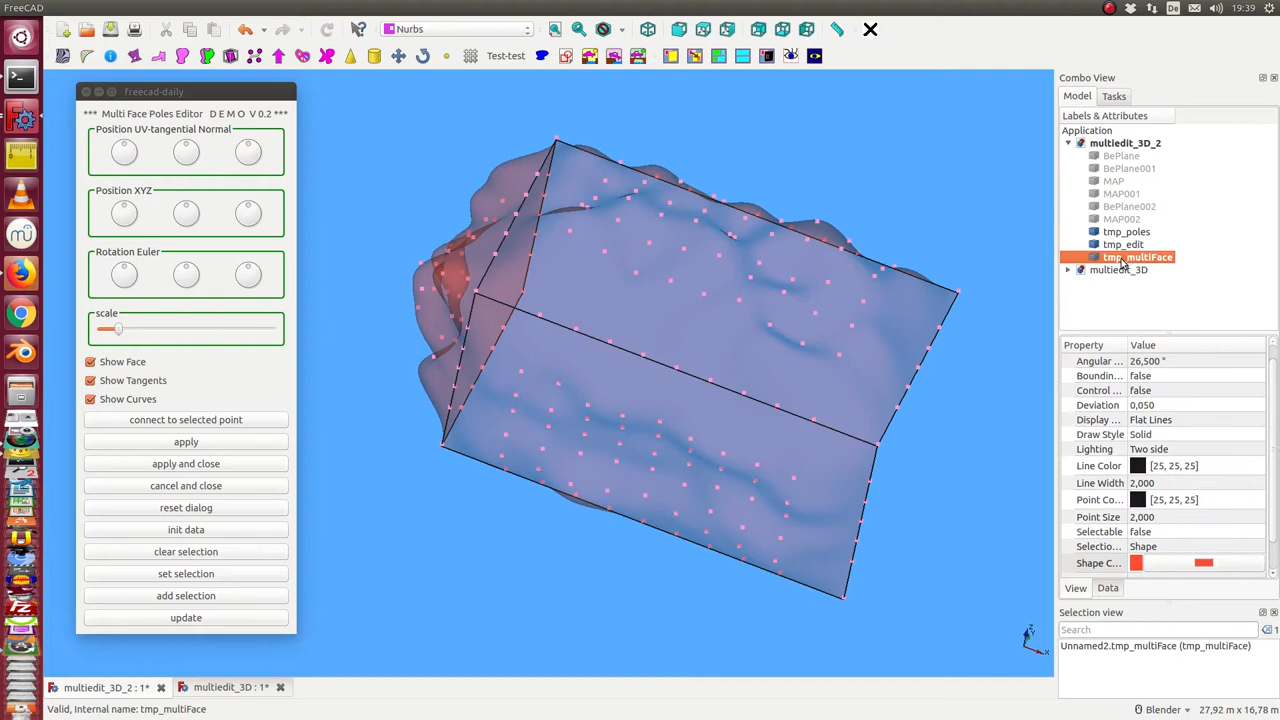 FreeCAD
De
19:39
Nurbs
Test-test
freecad-daily
*** Multi Face Poles Editor D E M O V 0.2 ***
Position UV-tangential Normal
Position XYZ
Rotation Euler
scale
Show Face
Show Tangents
Show Curves
connect to selected point
apply
apply and close
cancel and close
reset dialog
init data
clear selection
set selection
add selection
update
Combo View
Model
Tasks
Labels & Attributes
Application
multiedit_3D_2
BePlane
BePlane001
MAP
MAP001
BePlane002
MAP002
tmp_poles
tmp_edit
tmp_multiFace
multiedit_3D
Property
Value
Angular ...
26,500 °
Boundin...
false
Control ...
false
Deviation
0,050
Display ...
Flat Lines
Draw Style
Solid
Lighting
Two side
Line Color
[25, 25, 25]
Line Width
2,000
Point Co...
[25, 25, 25]
Point Size
2,000
Selectable
false
Selectio...
Shape
Shape C...
View
Data
Selection view
Search
1
Unnamed2.tmp_multiFace (tmp_multiFace)
multiedit_3D_2 : 1*
multiedit_3D : 1*
Valid, Internal name: tmp_multiFace
Blender
27,92 m x 16,78 m